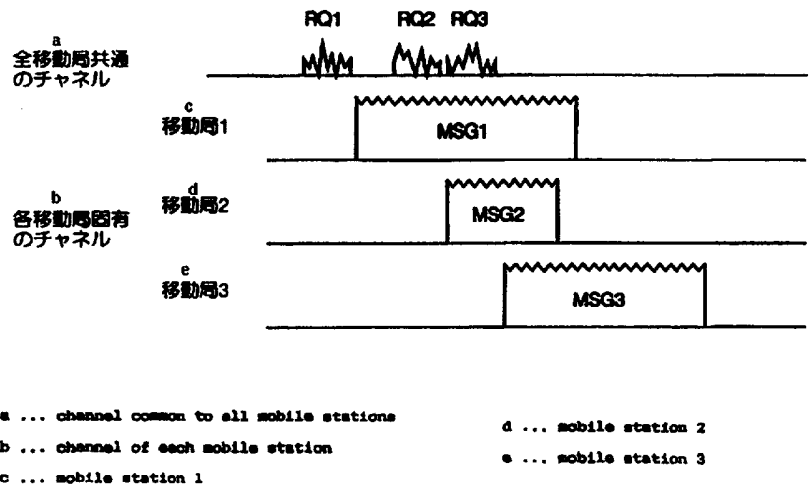 RQ1 RQ2 RQ3
a
全移動局共通
のチャネル
c
移動局1
MSG1
b
各移動局固有
のチャネル
d
移動局2
MSG2
e
移動局3
MSG3
a ... channel common to all mobile stations
b ... channel of each mobile station
c ... mobile station 1
d ... mobile station 2
e ... mobile station 3